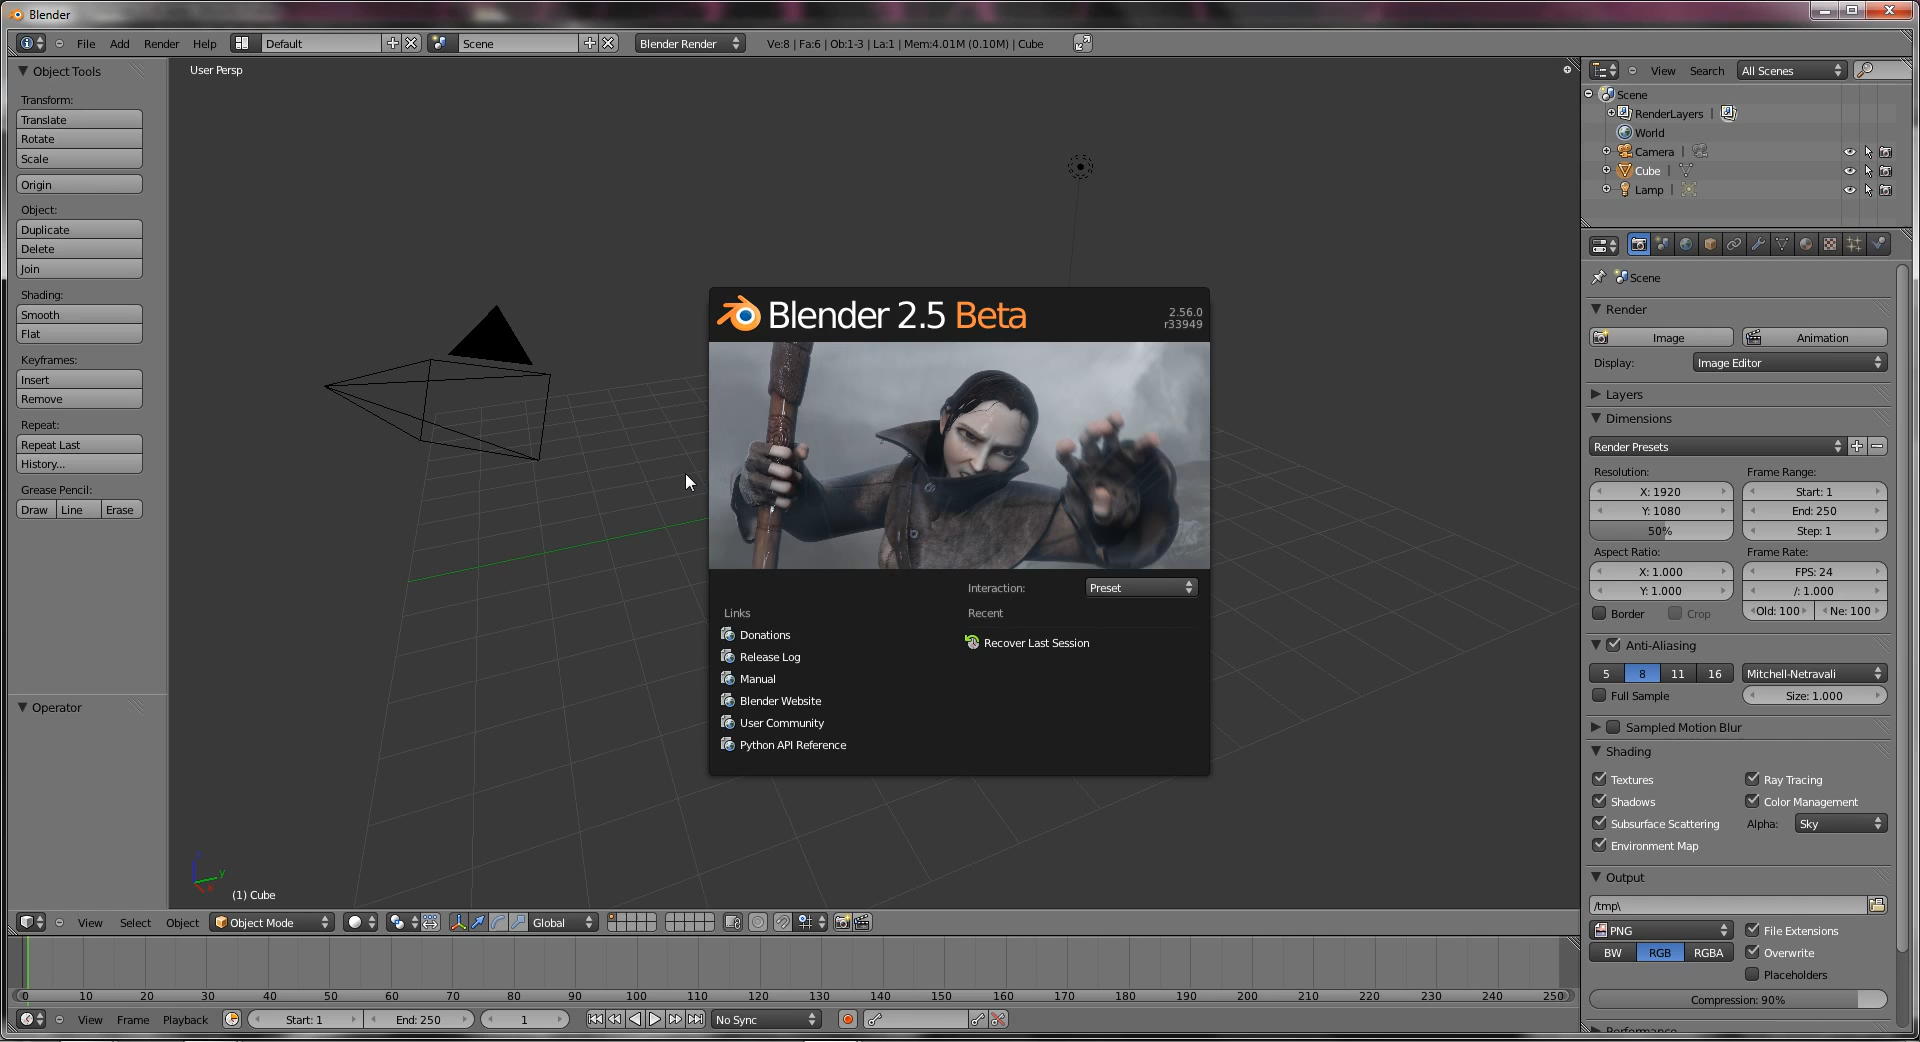 Blender
File Add Render Help Default Scene Blender Render Ve:8 | Fa:6 | Ob:1-3 | La:1 | Mem:4.01M (0.10M) | Cube
Object Tools
Transform:
Translate
Rotate
Scale
Origin
Object:
Duplicate
Delete
Join
Shading:
Smooth
Flat
Keyframes:
Insert
Remove
Repeat:
Repeat Last
History...
Grease Pencil:
Draw Line Erase
Operator
User Persp
Blender 2.5 Beta
2.56.0
r33949
Interaction: Preset
Links
Donations
Release Log
Manual
Blender Website
User Community
Python API Reference
Recent
Recover Last Session
y
x
(1) Cube
View Select Object Object Mode Global
0 10 20 30 40 50 60 70 80 90 100 110 120 130 140 150 160 170 180 190 200 210 220 230 240 250
View Frame Playback Start: 1 End: 250 1 No Sync
View Search All Scenes
Scene
RenderLayers |
World
Camera |
Cube |
Lamp |
Scene
Render
Image Animation
Display: Image Editor
Layers
Dimensions
Render Presets
Resolution: Frame Range:
X: 1920 Start: 1
Y: 1080 End: 250
50% Step: 1
Aspect Ratio: Frame Rate:
X: 1.000 FPS: 24
Y: 1.000 /: 1.000
Border Crop Old: 100 Ne: 100
Anti-Aliasing
5 8 11 16 Mitchell-Netravali
Full Sample Size: 1.000
Sampled Motion Blur
Shading
Textures Ray Tracing
Shadows Color Management
Subsurface Scattering Alpha: Sky
Environment Map
Output
/tmp\
PNG File Extensions
BW RGB RGBA Overwrite
Placeholders
Compression: 90%
Performance